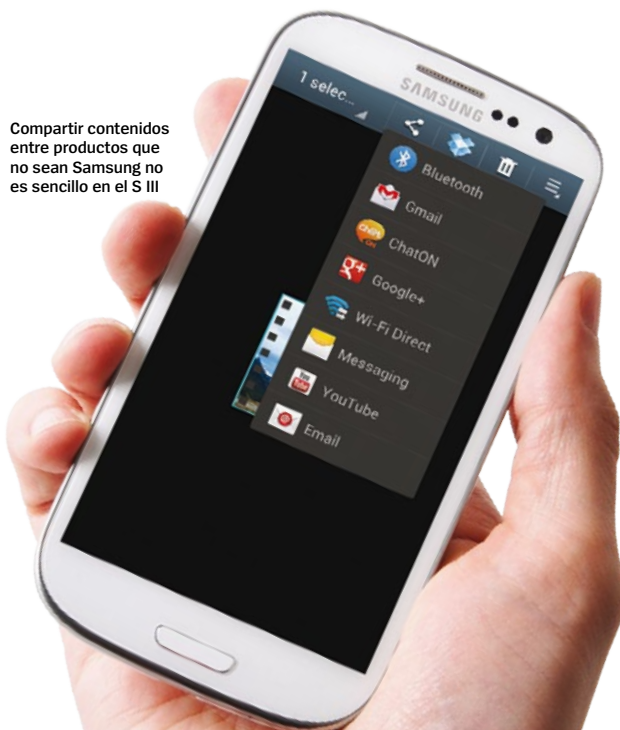 Compartir contenidos
entre productos que
no sean Samsung no
es sencillo en el S III
SAMSUNG
1 selec...
Bluetooth
Gmail
ChatON
Google+
Wi-Fi Direct
Messaging
YouTube
Email